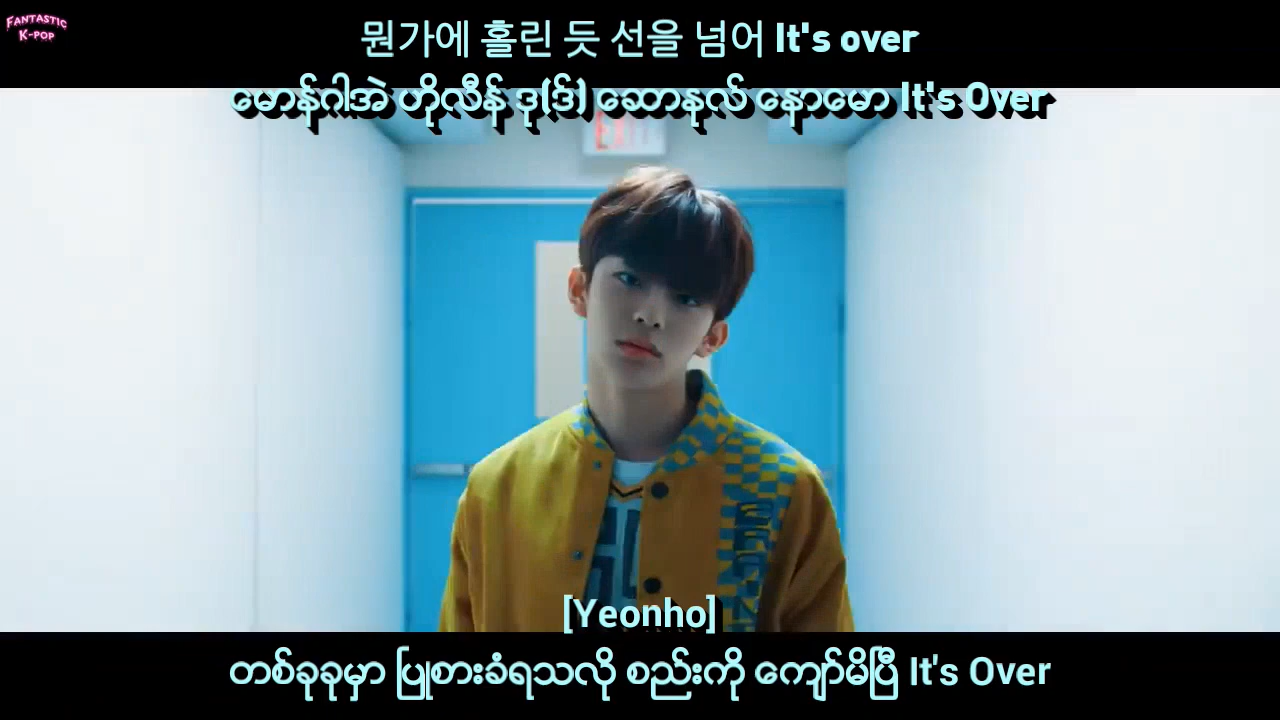 FANTASTIC
K-POP
뭔가에 홀린 듯 선을 넘어 It's over
မောန်ဂါအဲ ဟိုလီန် ဒု(ဒ်) ဆောနုလ် နောမော It's Over
EXIT
[Yeonho]
တစ်ခုခုမှာ ပြုစားခံရသလို စည်းကို ကျော်မိပြီ It's Over